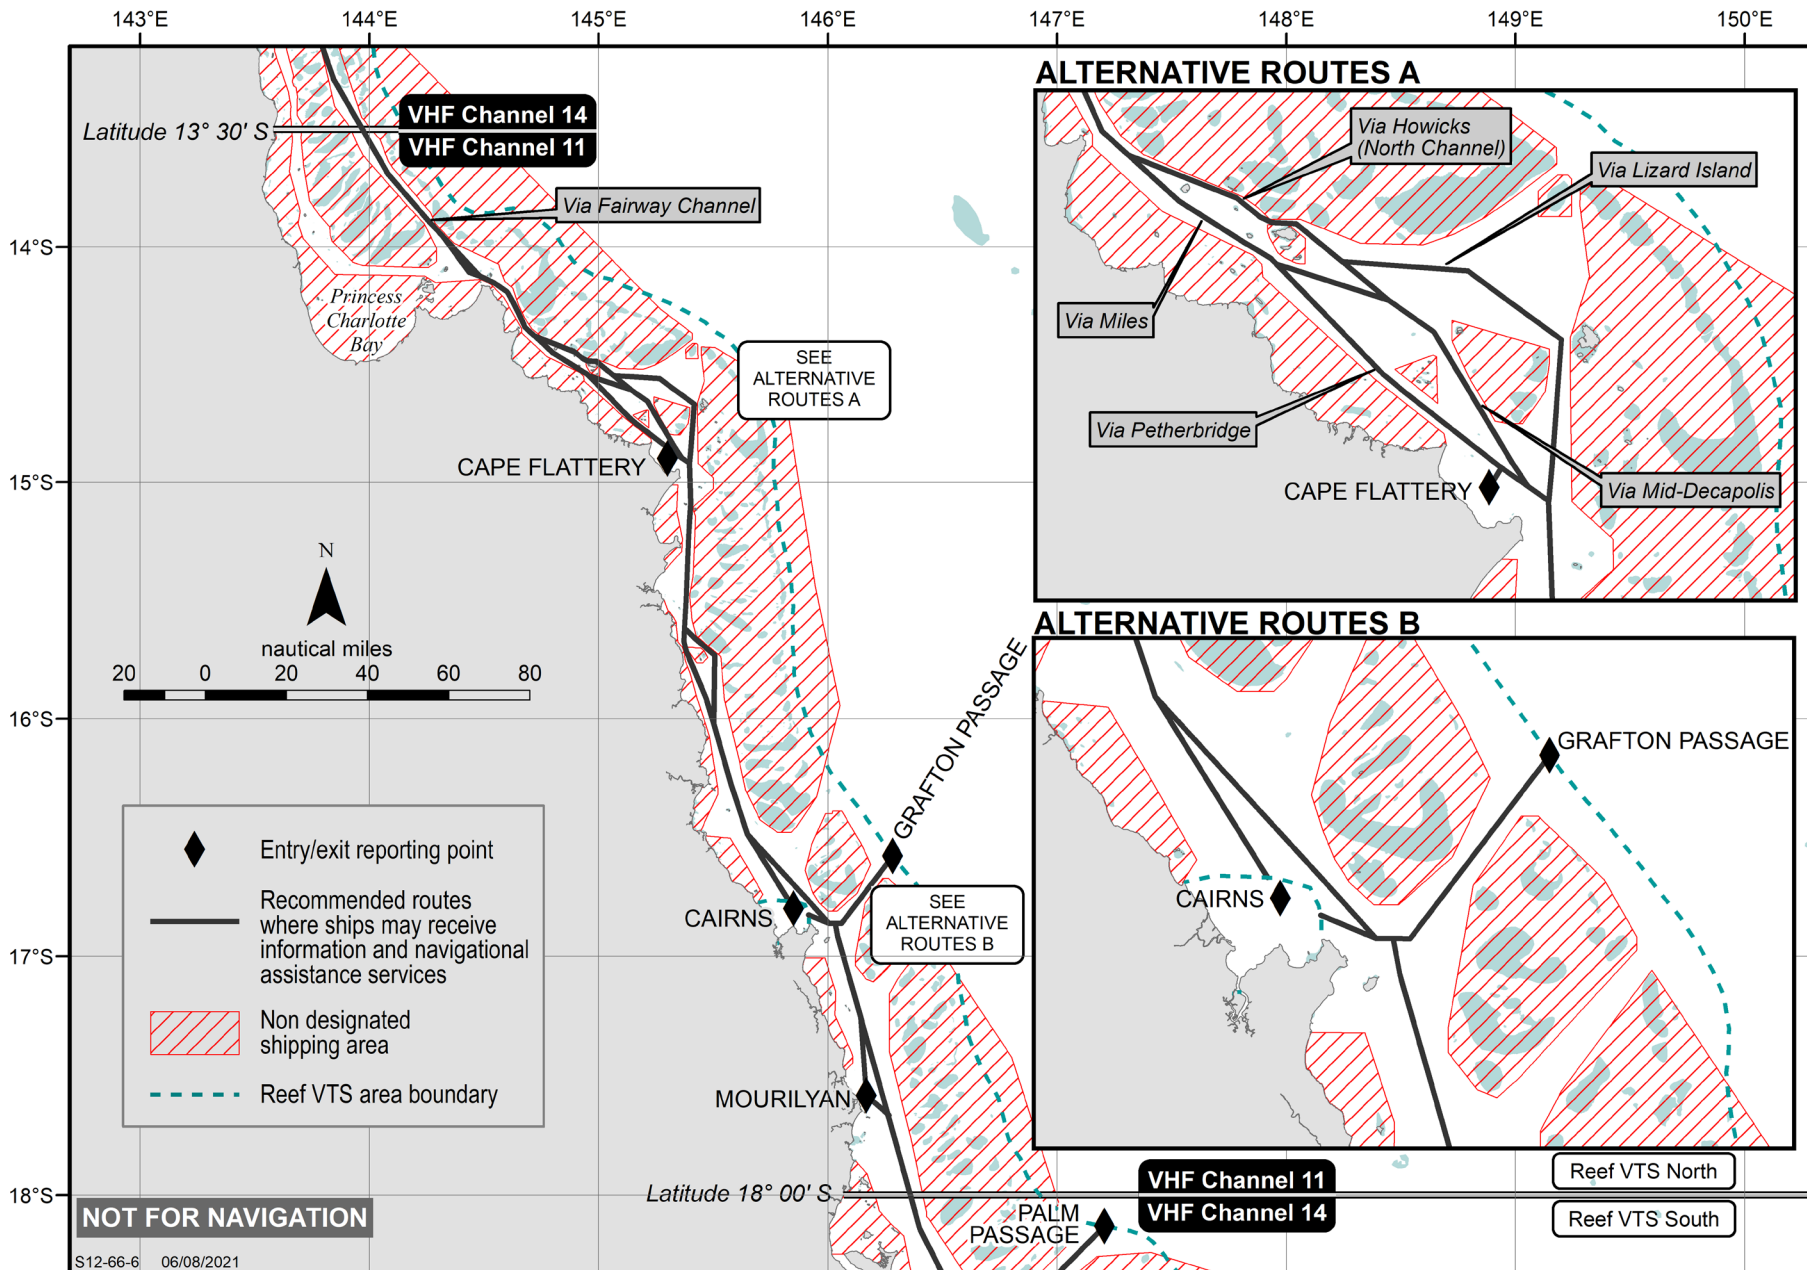 143°E
144°E
145°E
146°E
147°E
148°E
149°E
150°E
14°S
15°S
16°S
17°S
18°S
Latitude 13° 30' S
VHF Channel 14
VHF Channel 11
Via Fairway Channel
Princess
Charlotte
Bay
SEE
ALTERNATIVE
ROUTES A
CAPE FLATTERY
N
nautical miles
20 0 20 40 60 80
GRAFTON PASSAGE
CAIRNS
SEE
ALTERNATIVE
ROUTES B
MOURILYAN
Entry/exit reporting point
Recommended routes
where ships may receive
information and navigational
assistance services
Non designated
shipping area
Reef VTS area boundary
Latitude 18° 00' S
VHF Channel 11
VHF Channel 14
PALM
PASSAGE
Reef VTS North
Reef VTS South
NOT FOR NAVIGATION
S12-66-6 06/08/2021
ALTERNATIVE ROUTES A
Via Howicks
(North Channel)
Via Lizard Island
Via Miles
Via Petherbridge
CAPE FLATTERY
Via Mid-Decapolis
ALTERNATIVE ROUTES B
GRAFTON PASSAGE
CAIRNS